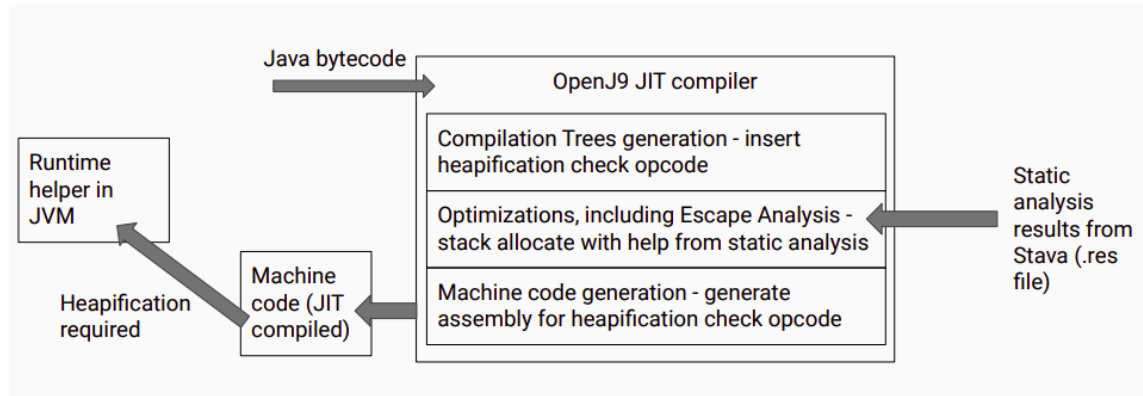 Java bytecode
OpenJ9 JIT compiler
Compilation Trees generation - insert
heapification check opcode
Runtime
helper in
JVM
Static
analysis
results from
Stava (.res
file)
Optimizations, including Escape Analysis -
stack allocate with help from static analysis
Machine
code (JIT
compiled)
Machine code generation - generate
assembly for heapification check opcode
Heapification
required